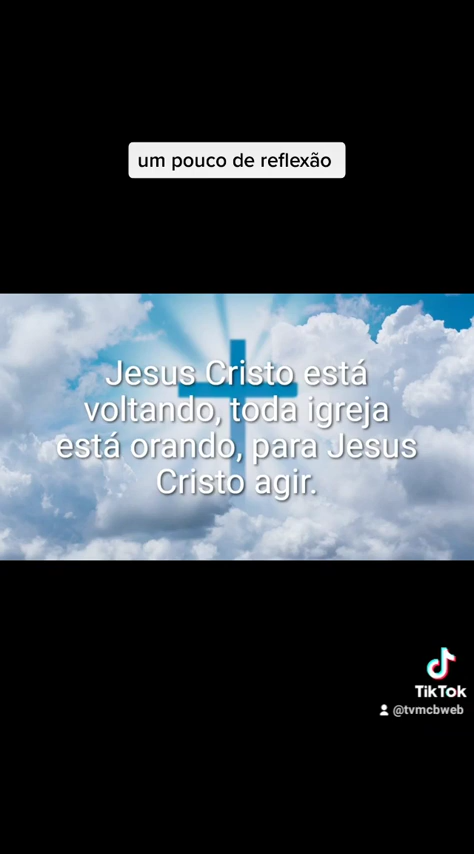 um pouco de reflexão
Jesus Cristo está
voltando, toda igreja
está orando, para Jesus
Cristo agir.
TikTok
@tvmcbweb